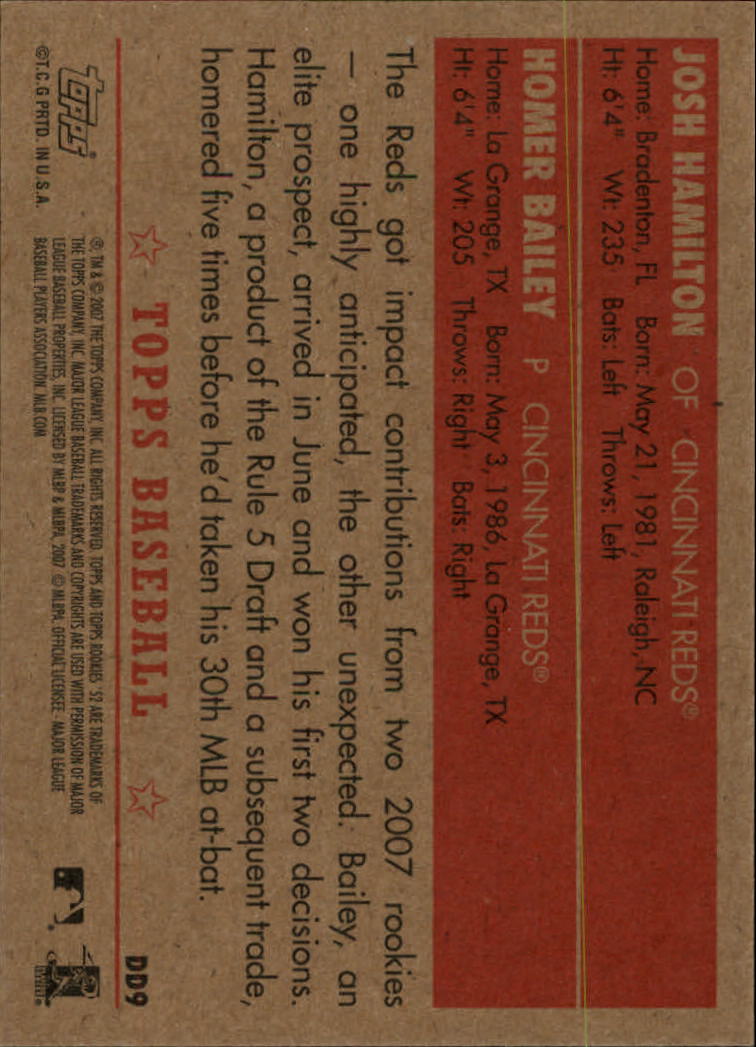 JOSH HAMILTON OF CINCINNATI REDS®
Home: Bradenton, FL Born: May 21, 1981, Raleigh, NC
Ht: 6'4" Wt: 235 Bats: Left Throws: Left
HOMER BAILEY P CINCINNATI REDS®
Home: La Grange, TX Born: May 3, 1986, La Grange, TX
Ht: 6'4" Wt: 205 Throws: Right Bats: Right
The Reds got impact contributions from two 2007 rookies
— one highly anticipated, the other unexpected. Bailey, an
elite prospect, arrived in June and won his first two decisions.
Hamilton, a product of the Rule 5 Draft and a subsequent trade,
homered five times before he'd taken his 30th MLB at-bat.
DD9
☆ TOPPS BASEBALL ☆
topps®
©T.C.G PRTD. IN U.S.A.
®, TM & © 2007 THE TOPPS COMPANY, INC. ALL RIGHTS RESERVED. TOPPS AND TOPPS ROOKIES '52 ARE TRADEMARKS OF
THE TOPPS COMPANY, INC. MAJOR LEAGUE BASEBALL TRADEMARKS AND COPYRIGHTS ARE USED WITH PERMISSION OF MAJOR
LEAGUE BASEBALL PROPERTIES, INC. LICENSED BY MLBP & MLBPA, 2007 © MLBPA. OFFICIAL LICENSEE - MAJOR LEAGUE
BASEBALL PLAYERS ASSOCIATION. MLB.COM